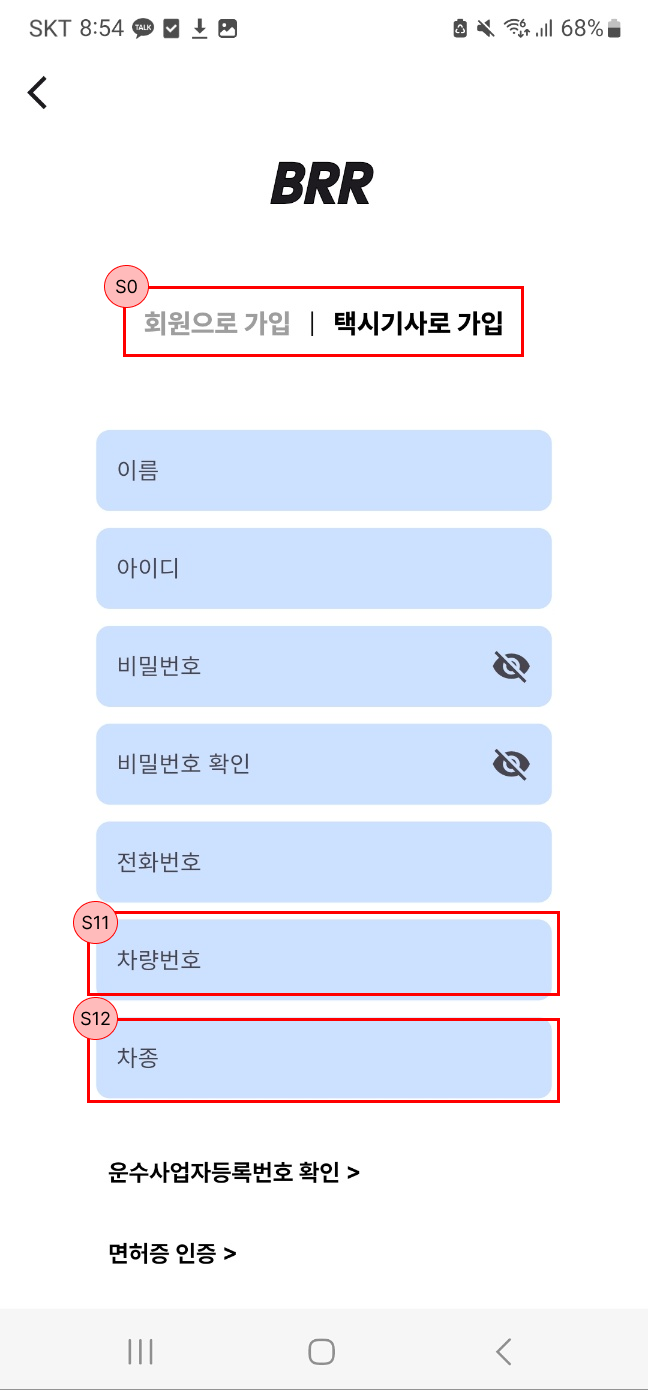 SKT 8:54 TALK 6 68%
BRR
S0
회원으로 가입 | 택시기사로 가입
이름
아이디
비밀번호
비밀번호 확인
전화번호
S11
차량번호
S12
차종
운수사업자등록번호 확인 >
면허증 인증 >